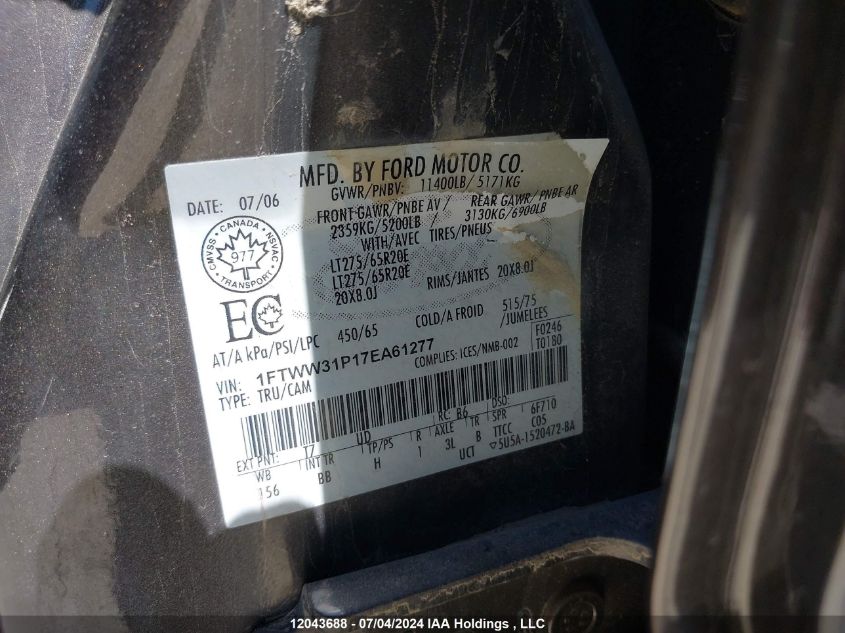 MFD. BY FORD MOTOR CO.
DATE: 07/06
GVWR/PNBV: 11400LB/ 5171KG
FRONT GAWR/PNBE AV / REAR GAWR/ PNBE AR
2359KG/5200LB / 3130KG/6900LB
WITH/AVEC TIRES/PNEUS
LT275/65R20E
LT275/65R20E RIMS/JANTES 20X8.0J
20X8.0J
CMVSS • CANADA • NSVAC
977
TRANSPORT
EC
AT/A kPa/PSI/LPC 450/65 COLD/A FROID 515/75
/JUMELEES
VIN: 1FTWW31P17EA61277
COMPLIES: ICES/NMB-002
F0246
T0180
TYPE: TRU/CAM
EXT PNT: 17 UD RC: B6 DSO:
WB INT TR TP/PS R AXLE TR SPR 6F710
156 BB H 1 3L B TTCC C05
UCT ▽5U5A-1520472-BA
12043688 - 07/04/2024 IAA Holdings , LLC